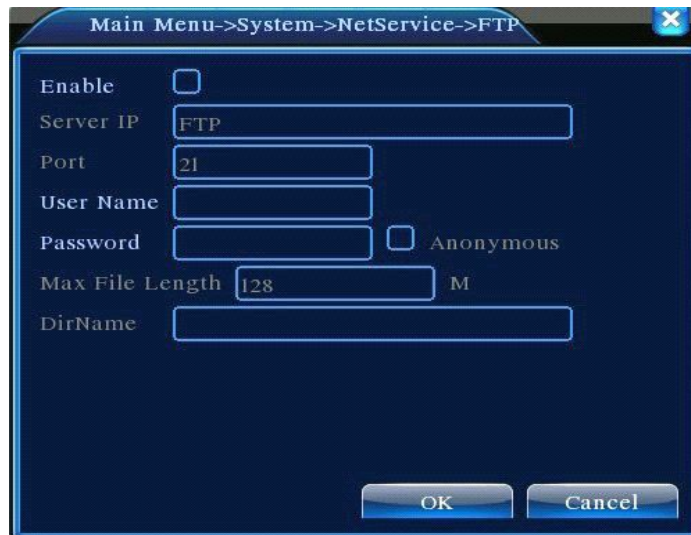 Main Menu->System->NetService->FTP
Enable
Server IP FTP
Port 21
User Name
Password Anonymous
Max File Length 128 M
DirName
OK Cancel